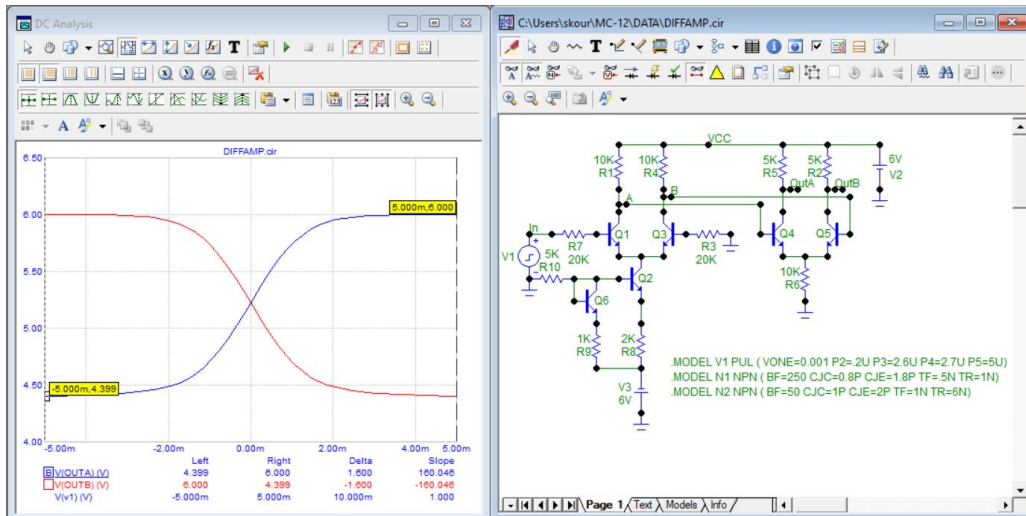 DC Analysis
DIFFAMP.cir
6.50
6.00
5.50
5.00
4.50
4.00
5.000m,6.000
-5.000m,4.399
-5.00m
-2.00m
0.00m
2.00m
4.00m
5.00m
Left Right Delta Slope
B V(OUTA) (V) 4.399 6.000 1.600 160.046
V(OUTB) (V) 6.000 4.399 -1.600 -160.046
V(v1) (V) -5.000m 5.000m 10.000m 1.000
C:\Users\skour\MC-12\DATA\DIFFAMP.cir
VCC
10K
R1
10K
R4
5K
R5
5K
R2
6V
V2
OutA
OutB
A
B
In
Q1
Q3
Q4
Q5
R7
20K
R3
20K
V1
5K
R10
Q2
Q6
10K
R6
1K
R9
2K
R8
V3
6V
.MODEL V1 PUL ( VONE=0.001 P2=.2U P3=2.6U P4=2.7U P5=5U)
.MODEL N1 NPN ( BF=250 CJC=0.8P CJE=1.8P TF=.5N TR=1N)
.MODEL N2 NPN ( BF=50 CJC=1P CJE=2P TF=1N TR=6N)
Page 1 Text Models Info